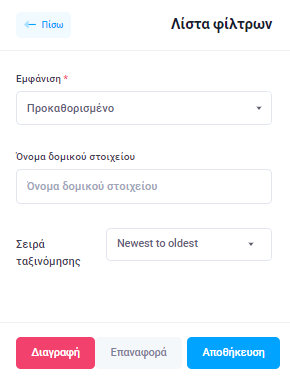 ← Πίσω
Λίστα φίλτρων
Εμφάνιση *
Προκαθορισμένο
Όνομα δομικού στοιχείου
Όνομα δομικού στοιχείου
Σειρά
ταξινόμησης
Newest to oldest
Διαγραφή
Επαναφορά
Αποθήκευση